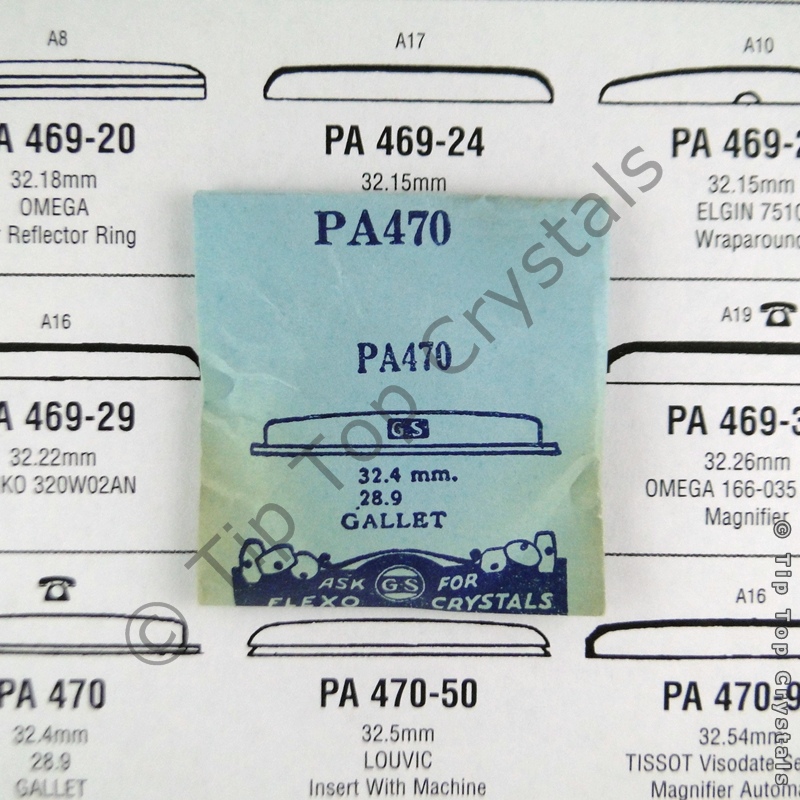 A8
A17
A10
A 469-20
32.18mm
OMEGA
Reflector Ring
PA 469-24
32.15mm
PA 469-2
32.15mm
ELGIN 7510
Wraparound
PA470
PA470
G-S
32.4 mm.
28.9
GALLET
ASK G-S FOR
FLEXO CRYSTALS
A16
A 469-29
32.22mm
KO 320W02AN
A19
PA 469-3
32.26mm
OMEGA 166-035
Magnifier
PA 470
32.4mm
28.9
GALLET
PA 470-50
32.5mm
LOUVIC
Insert With Machine
A16
PA 470-9
32.54mm
TISSOT Visodate Se
Magnifier Automa
© Tip Top Crystals
© Tip Top Crystals